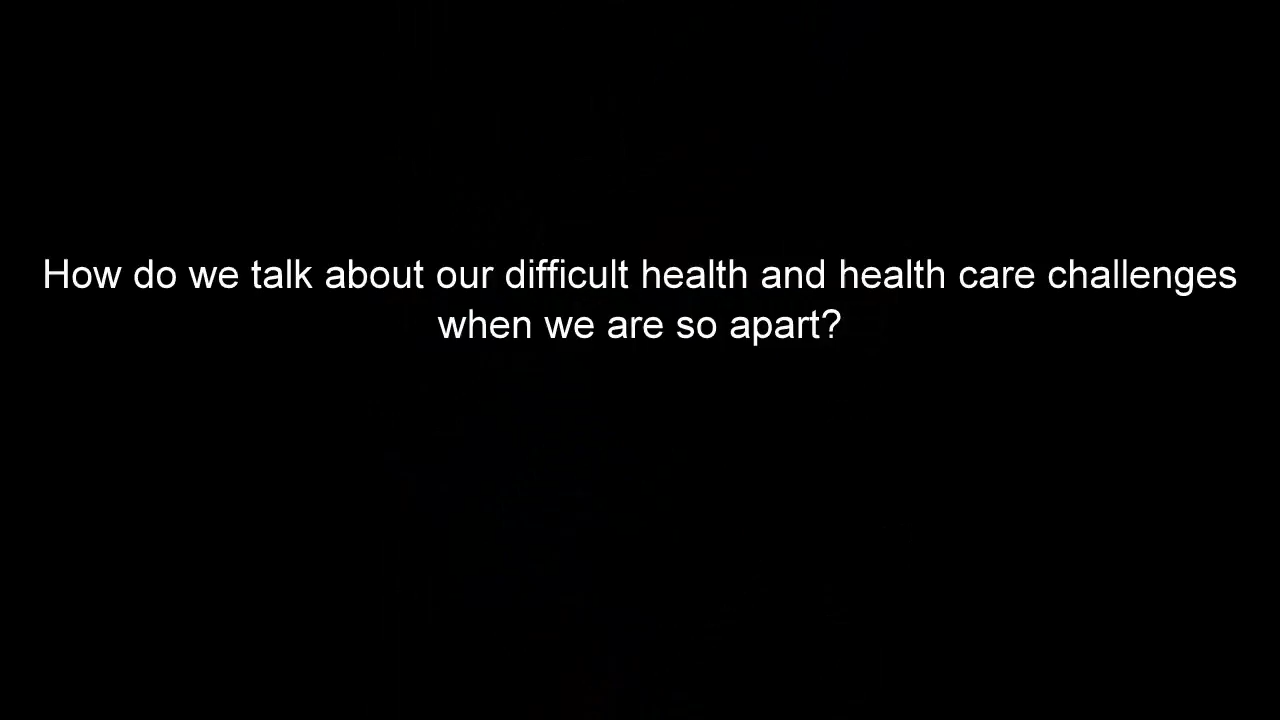 How do we talk about our difficult health and health care challenges
when we are so apart?